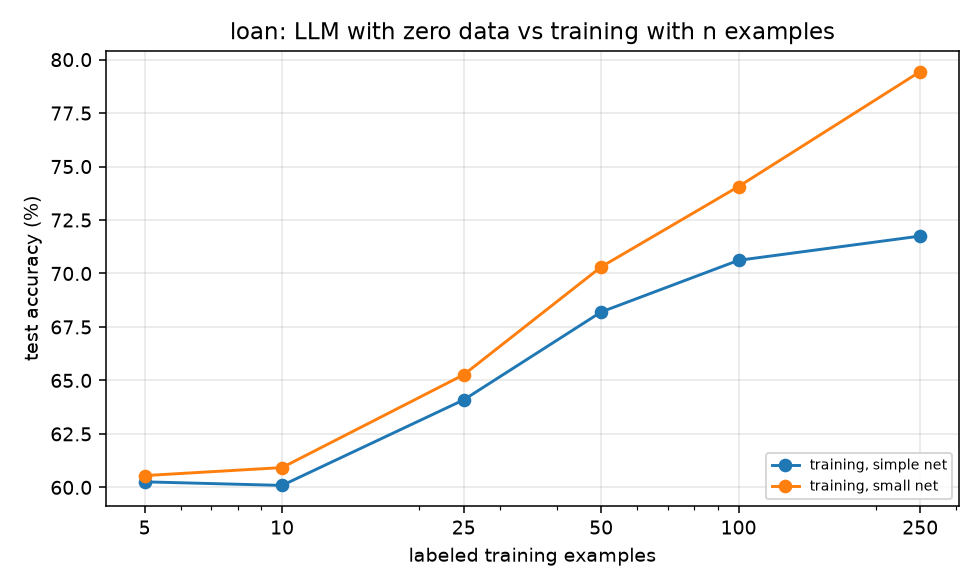 loan: LLM with zero data vs training with n examples
80.0
77.5
75.0
72.5
70.0
67.5
65.0
62.5
60.0
test accuracy (%)
training, simple net
training, small net
5 10 25 50 100 250
labeled training examples